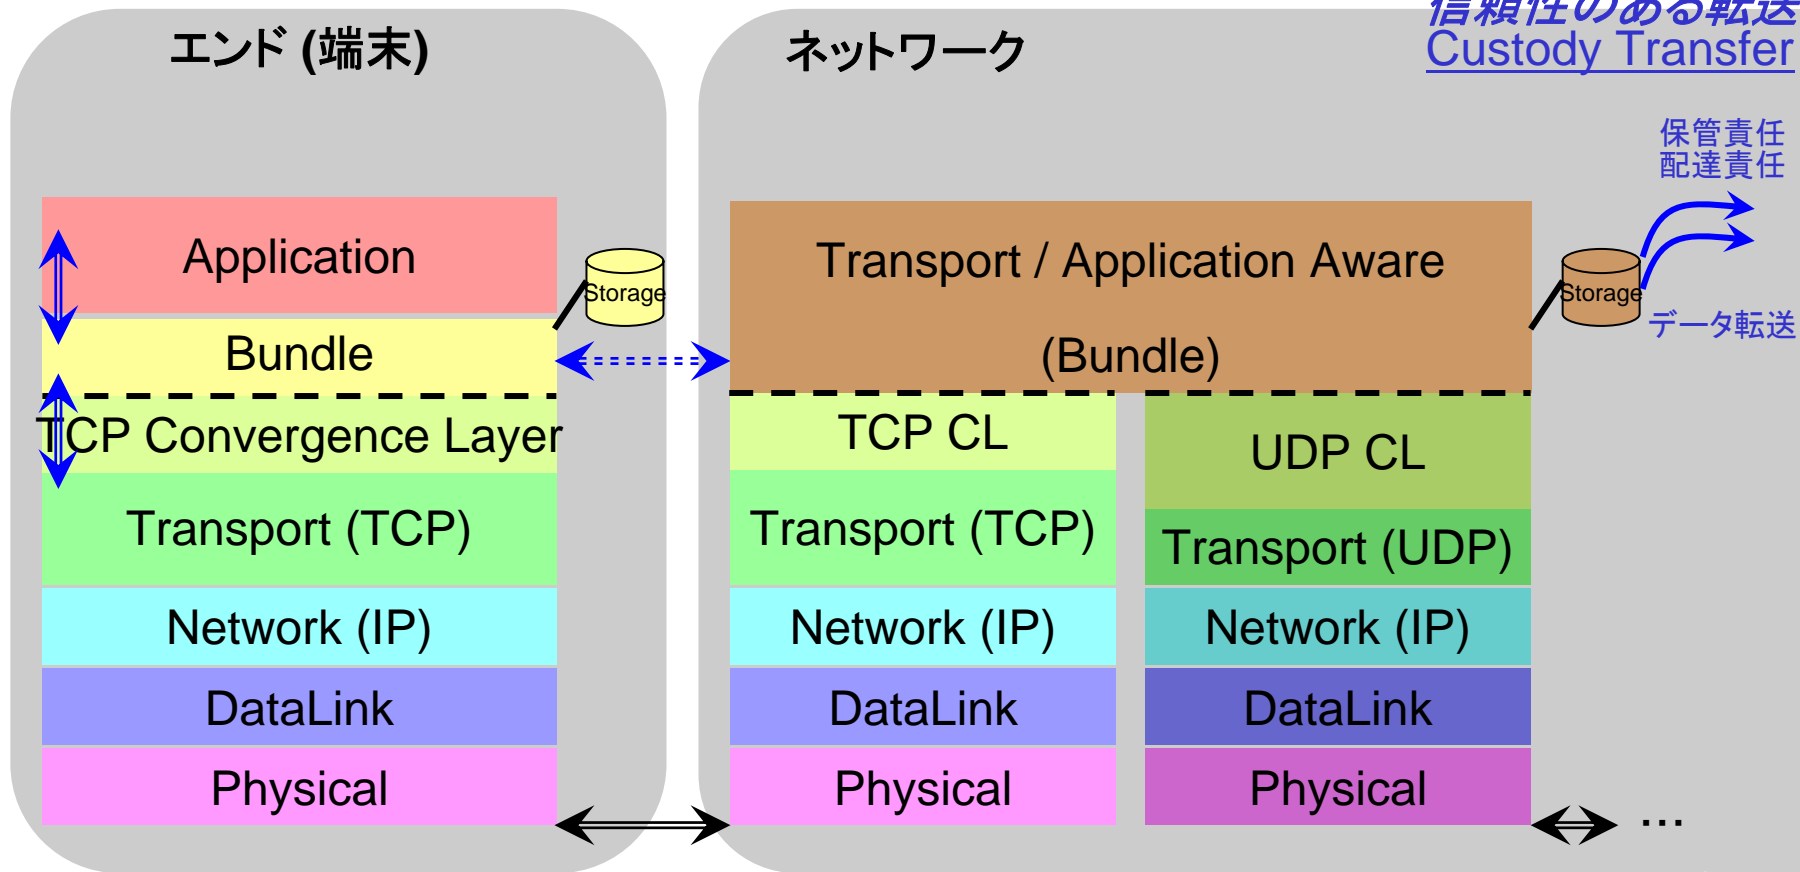 エンド (端末)
Application
Storage
Bundle
TCP Convergence Layer
Transport (TCP)
Network (IP)
DataLink
Physical
ネットワーク
信頼性のある転送
Custody Transfer
保管責任
配達責任
Transport / Application Aware
(Bundle)
Storage
データ転送
TCP CL
Transport (TCP)
Network (IP)
DataLink
Physical
UDP CL
Transport (UDP)
Network (IP)
DataLink
Physical
…